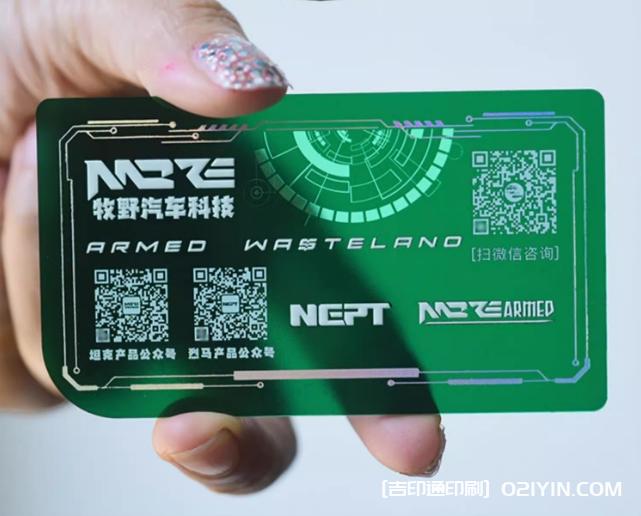 MORE
牧野汽车科技
ARMED WASTELAND
[扫微信咨询]
坦克产品公众号
烈马产品公众号
NEPT
MORE ARMED
[吉印通印刷] O2IYIN.COM